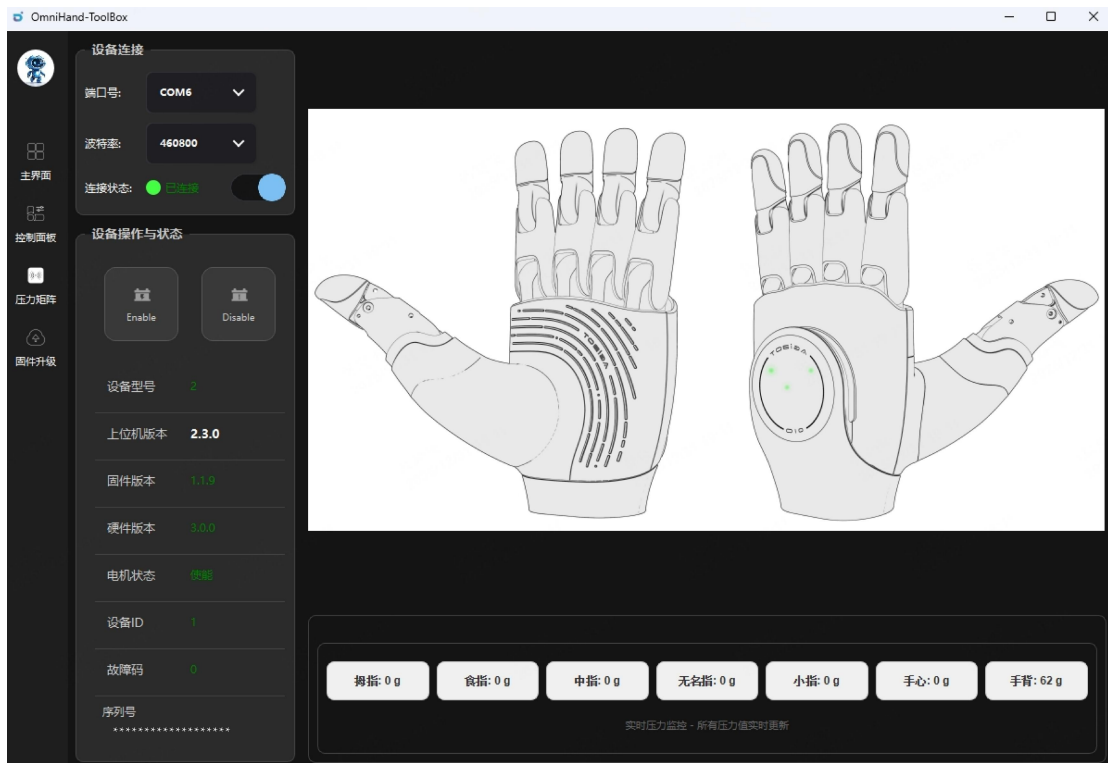 OmniHand-ToolBox
设备连接
端口号: COM6
波特率: 460800
连接状态: 已连接
主界面
控制面板
压力矩阵
固件升级
设备操作与状态
Enable Disable
设备型号 2
上位机版本 2.3.0
固件版本 1.1.9
硬件版本 3.0.0
电机状态 使能
设备ID 1
故障码 0
序列号
*******************
拇指: 0 g 食指: 0 g 中指: 0 g 无名指: 0 g 小指: 0 g 手心: 0 g 手背: 62 g
实时压力监控 - 所有压力值实时更新